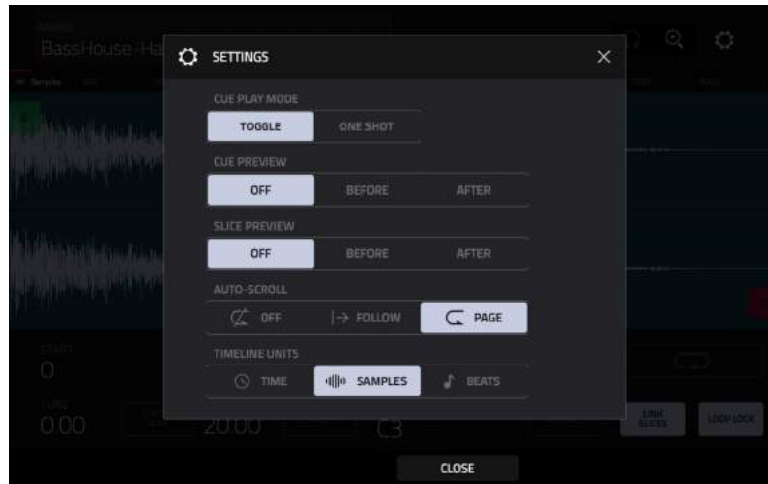 BassHouse-Ha
SETTINGS
CUE PLAY MODE
TOGGLE ONE SHOT
CUE PREVIEW
OFF BEFORE AFTER
SLICE PREVIEW
OFF BEFORE AFTER
AUTO-SCROLL
OFF FOLLOW PAGE
TIMELINE UNITS
TIME SAMPLES BEATS
START
0
TUNE
0.00
20.00
C3
LINK
SLICES
LOOP LOCK
CLOSE